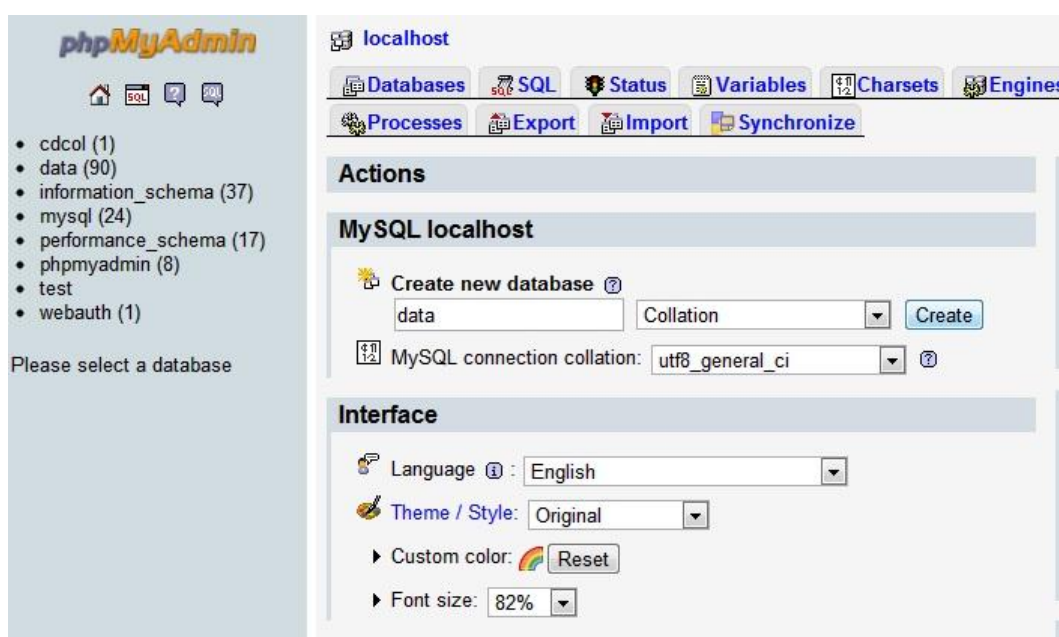 phpMyAdmin
SQL
cdcol (1)
data (90)
information_schema (37)
mysql (24)
performance_schema (17)
phpmyadmin (8)
test
webauth (1)
Please select a database
localhost
Databases SQL Status Variables Charsets Engines
Processes Export Import Synchronize
Actions
MySQL localhost
Create new database
data Collation Create
MySQL connection collation: utf8_general_ci
Interface
Language : English
Theme / Style: Original
Custom color: Reset
Font size: 82%